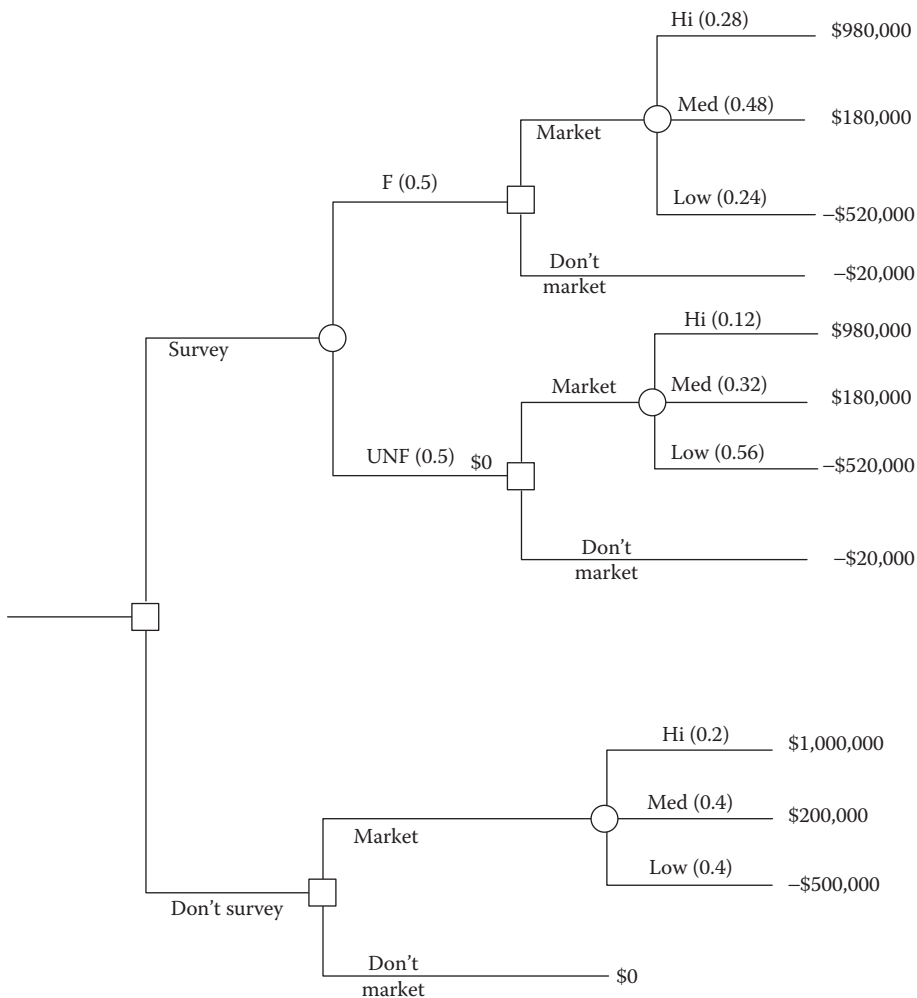 Hi (0.28)
$980,000
Med (0.48)
$180,000
Market
F (0.5)
Low (0.24)
–$520,000
Don't
market
–$20,000
Hi (0.12)
$980,000
Survey
Market
Med (0.32)
$180,000
UNF (0.5)
$0
Low (0.56)
–$520,000
Don't
market
–$20,000
Hi (0.2)
$1,000,000
Med (0.4)
$200,000
Market
Low (0.4)
–$500,000
Don't survey
Don't
market
$0